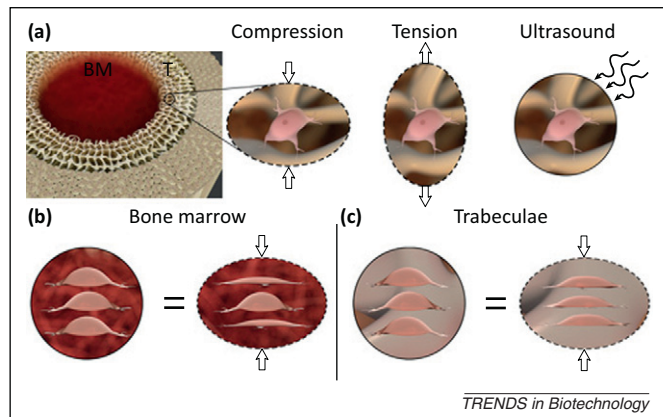 (a)
Compression
Tension
Ultrasound
BM
T
(b)
Bone marrow
(c)
Trabeculae
=
=
TRENDS in Biotechnology